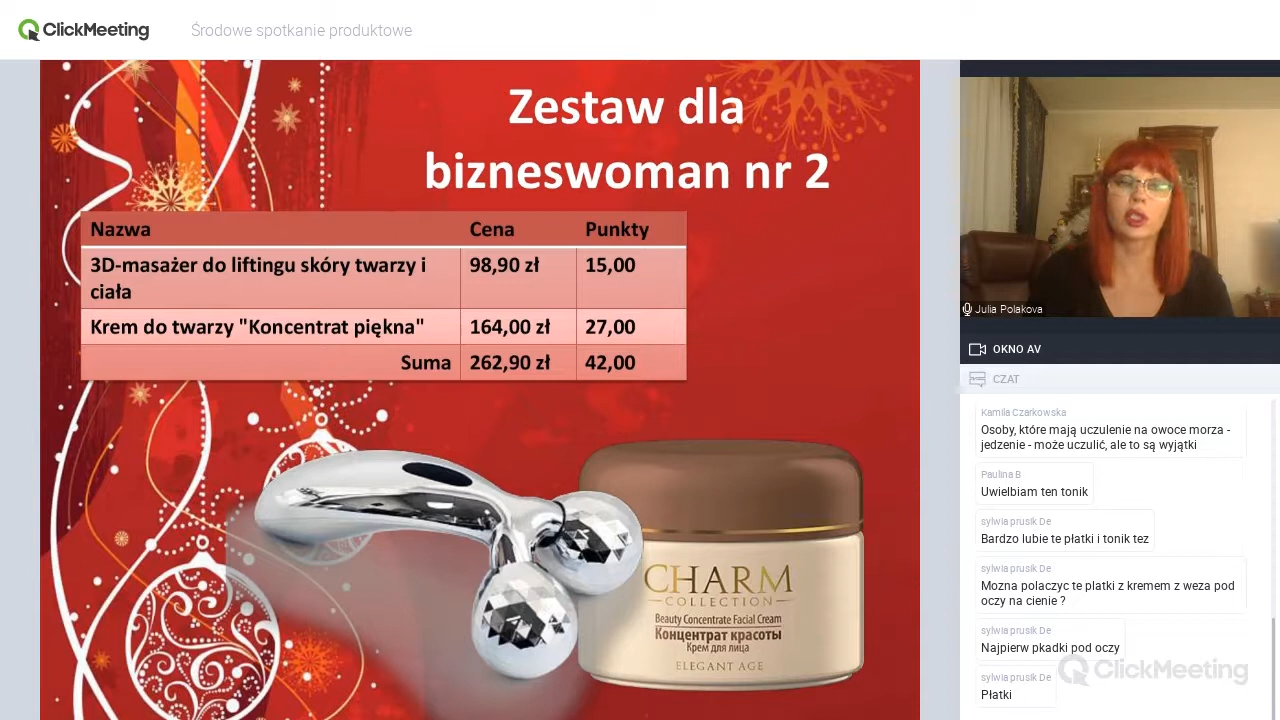 ClickMeeting
Środowe spotkanie produktowe
Zestaw dla
bizneswoman nr 2
Nazwa Cena Punkty
3D-masażer do liftingu skóry twarzy i
ciała 98,90 zł 15,00
Krem do twarzy "Koncentrat piękna" 164,00 zł 27,00
Suma 262,90 zł 42,00
CHARM
COLLECTION
Beauty Concentrate Facial Cream
Концентрат красоты
Крем для лица
ELEGANT AGE
Julia Polakova
OKNO AV
CZAT
Kamila Czarkowska
Osoby, które mają uczulenie na owoce morza -
jedzenie - może uczulić, ale to są wyjątki
Paulina B
Uwielbiam ten tonik
sylwia prusik De
Bardzo lubie te płatki i tonik tez
sylwia prusik De
Mozna polaczyc te platki z kremem z weza pod
oczy na cienie ?
sylwia prusik De
Najpierw pkadki pod oczy
sylwia prusik De
Płatki
ClickMeeting